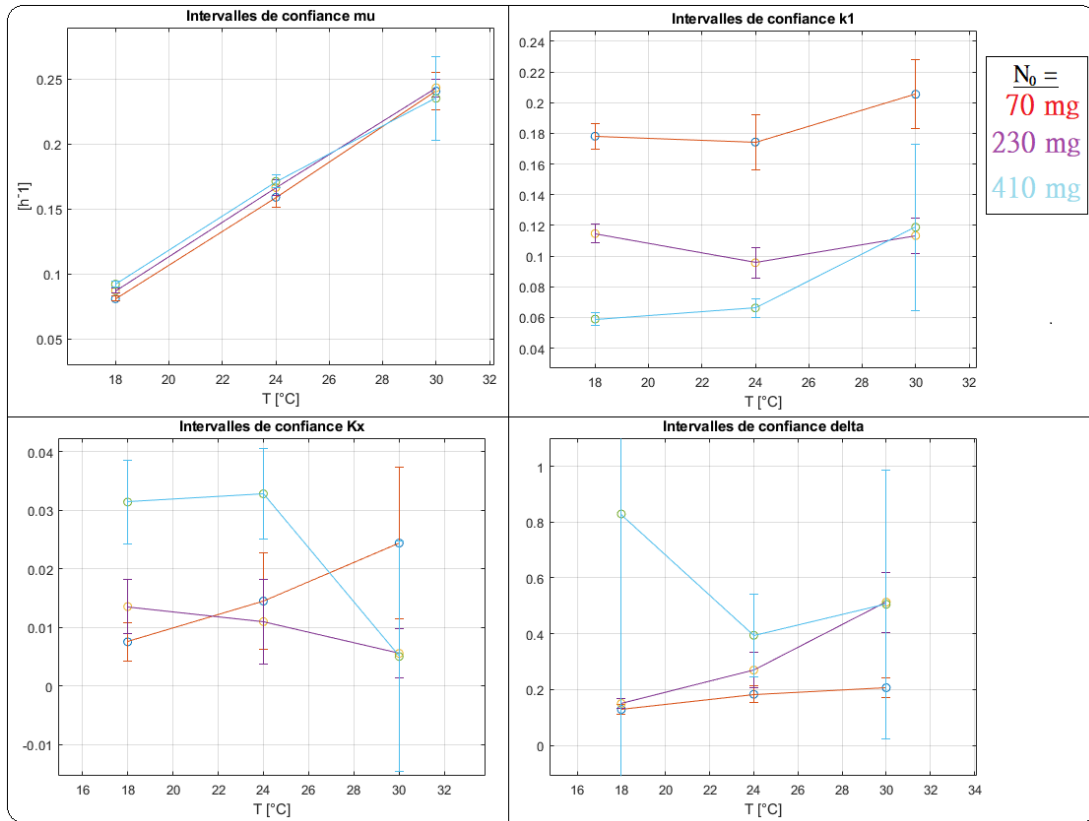 Intervalles de confiance mu
0.25
0.2
0.15
0.1
0.05
[h^-1]
18 20 22 24 26 28 30 32
T [°C]
Intervalles de confiance k1
0.24
0.22
0.2
0.18
0.16
0.14
0.12
0.1
0.08
0.06
0.04
18 20 22 24 26 28 30 32
T [°C]
N₀ =
70 mg
230 mg
410 mg
Intervalles de confiance Kx
0.04
0.03
0.02
0.01
0
-0.01
16 18 20 22 24 26 28 30 32
T [°C]
Intervalles de confiance delta
1
0.8
0.6
0.4
0.2
0
16 18 20 22 24 26 28 30 32 34
T [°C]